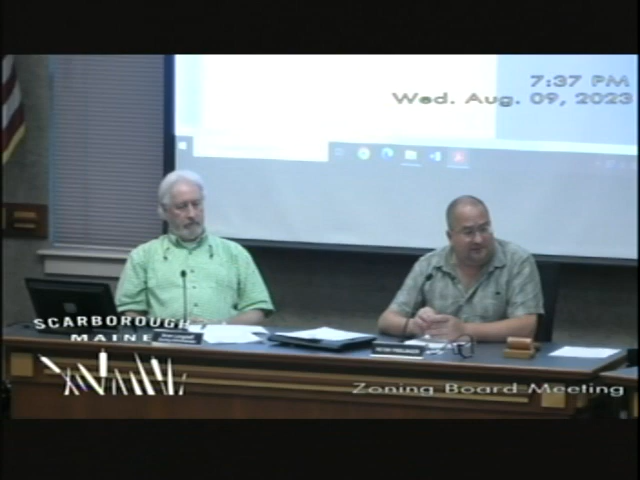 7:37 PM
Wed. Aug. 09, 2023
SCARBOROUGH
MAINE
Zoning Board Meeting